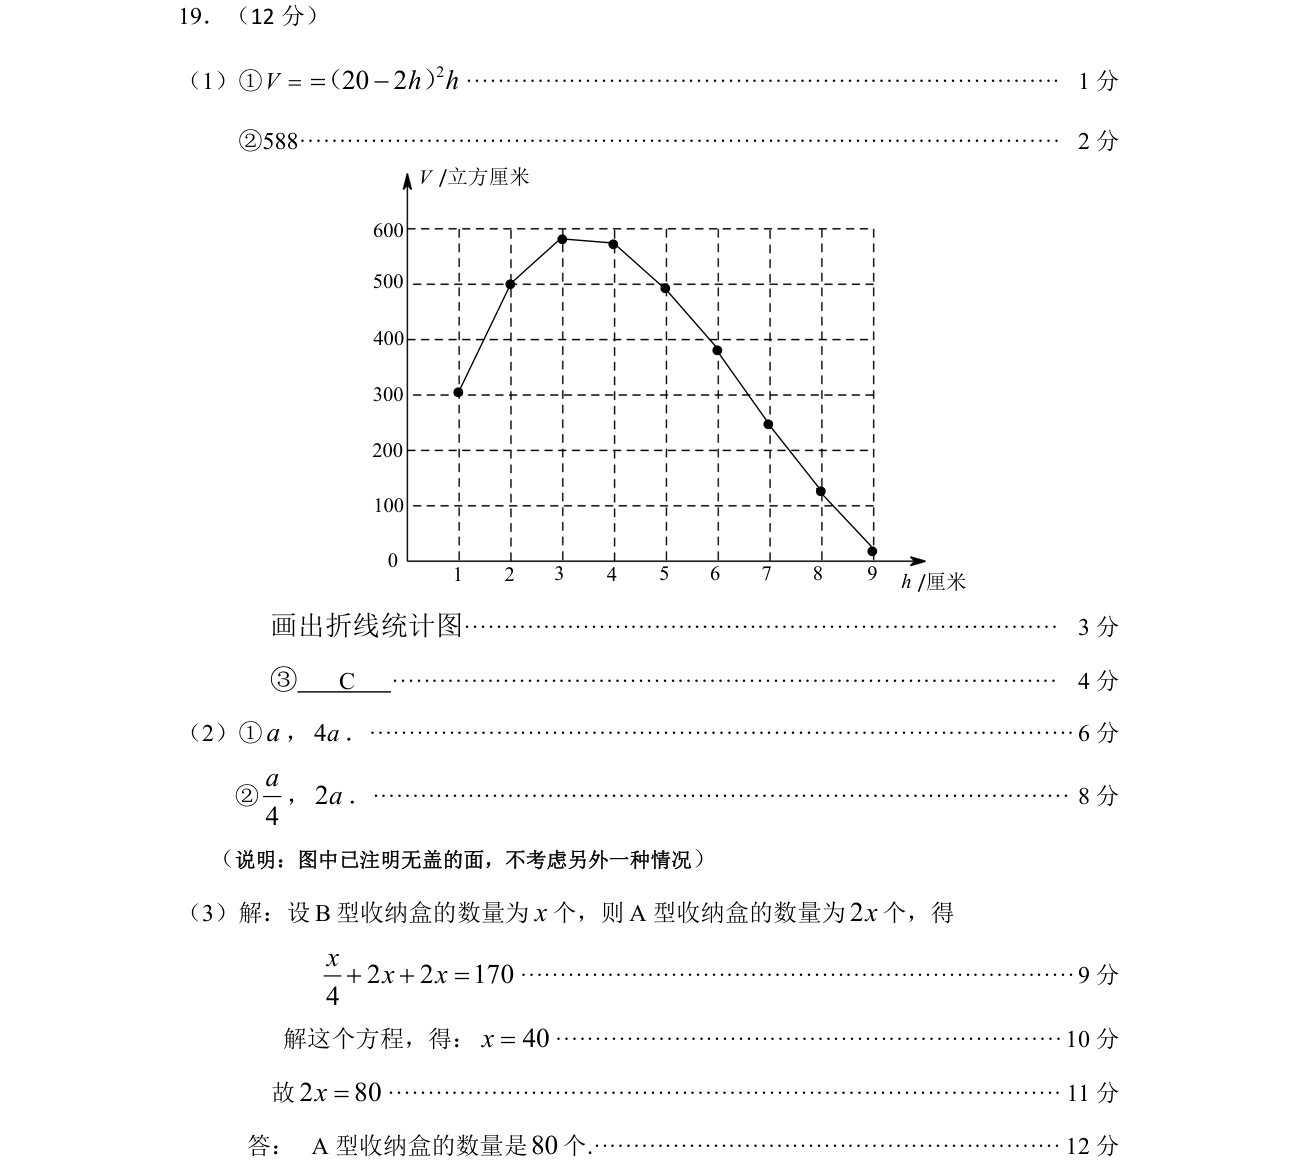 19．（12 分）
（1）①V = =(20－2h)²h ⋯⋯⋯⋯⋯⋯⋯⋯⋯⋯⋯⋯⋯⋯⋯⋯⋯⋯ 1 分
②588⋯⋯⋯⋯⋯⋯⋯⋯⋯⋯⋯⋯⋯⋯⋯⋯⋯⋯⋯⋯⋯⋯ 2 分
V /立方厘米
600
500
400
300
200
100
0
1 2 3 4 5 6 7 8 9
h /厘米
画出折线统计图⋯⋯⋯⋯⋯⋯⋯⋯⋯⋯⋯⋯⋯⋯⋯⋯⋯⋯ 3 分
③ C ⋯⋯⋯⋯⋯⋯⋯⋯⋯⋯⋯⋯⋯⋯⋯⋯⋯⋯⋯⋯ 4 分
（2）①a， 4a．⋯⋯⋯⋯⋯⋯⋯⋯⋯⋯⋯⋯⋯⋯⋯⋯⋯⋯⋯⋯6 分
②a/4， 2a．⋯⋯⋯⋯⋯⋯⋯⋯⋯⋯⋯⋯⋯⋯⋯⋯⋯⋯⋯⋯ 8 分
（说明：图中已注明无盖的面，不考虑另外一种情况）
（3）解：设 B 型收纳盒的数量为 x 个，则 A 型收纳盒的数量为 2x 个，得
x/4 + 2x + 2x = 170 ⋯⋯⋯⋯⋯⋯⋯⋯⋯⋯⋯⋯⋯⋯⋯⋯9 分
解这个方程，得： x = 40 ⋯⋯⋯⋯⋯⋯⋯⋯⋯⋯⋯⋯⋯⋯10 分
故 2x = 80 ⋯⋯⋯⋯⋯⋯⋯⋯⋯⋯⋯⋯⋯⋯⋯⋯⋯⋯⋯⋯ 11 分
答： A 型收纳盒的数量是 80 个.⋯⋯⋯⋯⋯⋯⋯⋯⋯⋯⋯⋯ 12 分